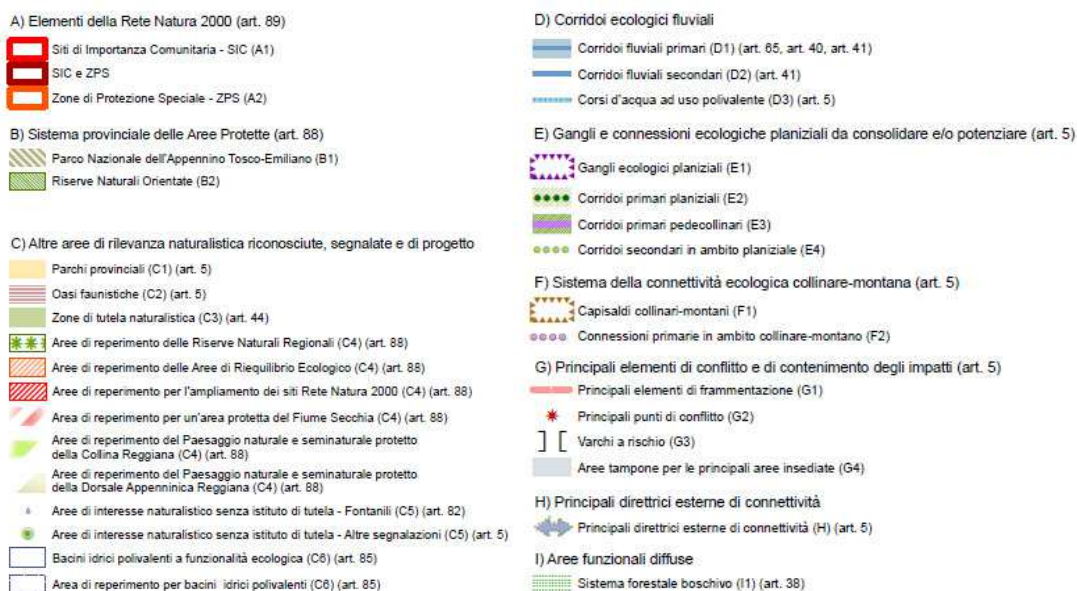 A) Elementi della Rete Natura 2000 (art. 89)
Siti di Importanza Comunitaria - SIC (A1)
SIC e ZPS
Zone di Protezione Speciale - ZPS (A2)
B) Sistema provinciale delle Aree Protette (art. 88)
Parco Nazionale dell'Appennino Tosco-Emiliano (B1)
Riserve Naturali Orientate (B2)
C) Altre aree di rilevanza naturalistica riconosciute, segnalate e di progetto
Parchi provinciali (C1) (art. 5)
Oasi faunistiche (C2) (art. 5)
Zone di tutela naturalistica (C3) (art. 44)
Aree di reperimento delle Riserve Naturali Regionali (C4) (art. 88)
Aree di reperimento delle Aree di Riequilibrio Ecologico (C4) (art. 88)
Aree di reperimento per l'ampliamento dei siti Rete Natura 2000 (C4) (art. 88)
Area di reperimento per un'area protetta del Fiume Secchia (C4) (art. 88)
Aree di reperimento del Paesaggio naturale e seminaturale protetto
della Collina Reggiana (C4) (art. 88)
Aree di reperimento del Paesaggio naturale e seminaturale protetto
della Dorsale Appenninica Reggiana (C4) (art. 88)
Aree di interesse naturalistico senza istituto di tutela - Fontanili (C5) (art. 82)
Aree di interesse naturalistico senza istituto di tutela - Altre segnalazioni (C5) (art. 5)
Bacini idrici polivalenti a funzionalità ecologica (C6) (art. 85)
Area di reperimento per bacini idrici polivalenti (C6) (art. 85)
D) Corridoi ecologici fluviali
Corridoi fluviali primari (D1) (art. 65, art. 40, art. 41)
Corridoi fluviali secondari (D2) (art. 41)
Corsi d'acqua ad uso polivalente (D3) (art. 5)
E) Gangli e connessioni ecologiche planiziali da consolidare e/o potenziare (art. 5)
Gangli ecologici planiziali (E1)
Corridoi primari planiziali (E2)
Corridoi primari pedecollinari (E3)
Corridoi secondari in ambito planiziale (E4)
F) Sistema della connettività ecologica collinare-montana (art. 5)
Capisaldi collinari-montani (F1)
Connessioni primarie in ambito collinare-montano (F2)
G) Principali elementi di conflitto e di contenimento degli impatti (art. 5)
Principali elementi di frammentazione (G1)
Principali punti di conflitto (G2)
Varchi a rischio (G3)
Aree tampone per le principali aree insediate (G4)
H) Principali direttrici esterne di connettività
Principali direttrici esterne di connettività (H) (art. 5)
I) Aree funzionali diffuse
Sistema forestale boschivo (I1) (art. 38)